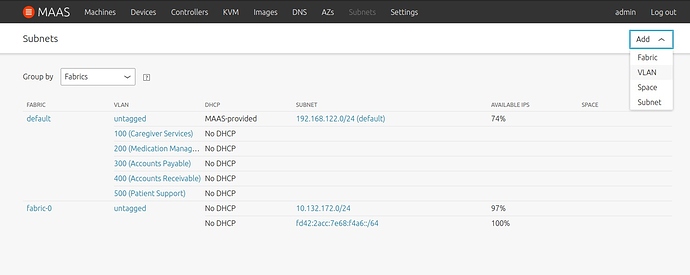 MAAS Machines Devices Controllers KVM Images DNS AZs Subnets Settings admin Log out
Subnets Add
Fabric
VLAN
Space
Subnet
Group by Fabrics ?
FABRIC VLAN DHCP SUBNET AVAILABLE IPS SPACE
default untagged MAAS-provided 192.168.122.0/24 (default) 74%
100 (Caregiver Services) No DHCP
200 (Medication Manag... No DHCP
300 (Accounts Payable) No DHCP
400 (Accounts Receivable) No DHCP
500 (Patient Support) No DHCP
fabric-0 untagged No DHCP 10.132.172.0/24 97%
No DHCP fd42:2acc:7e68:f4a6::/64 100%